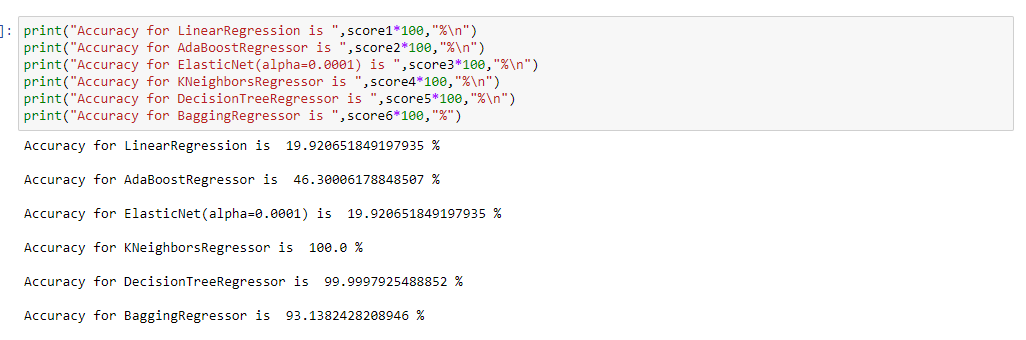 ]: print("Accuracy for LinearRegression is ",score1*100,"%\n")
print("Accuracy for AdaBoostRegressor is ",score2*100,"%\n")
print("Accuracy for ElasticNet(alpha=0.0001) is ",score3*100,"%\n")
print("Accuracy for KNeighborsRegressor is ",score4*100,"%\n")
print("Accuracy for DecisionTreeRegressor is ",score5*100,"%\n")
print("Accuracy for BaggingRegressor is ",score6*100,"%")
Accuracy for LinearRegression is  19.920651849197935 %
Accuracy for AdaBoostRegressor is  46.30006178848507 %
Accuracy for ElasticNet(alpha=0.0001) is  19.920651849197935 %
Accuracy for KNeighborsRegressor is  100.0 %
Accuracy for DecisionTreeRegressor is  99.9997925488852 %
Accuracy for BaggingRegressor is  93.1382428208946 %